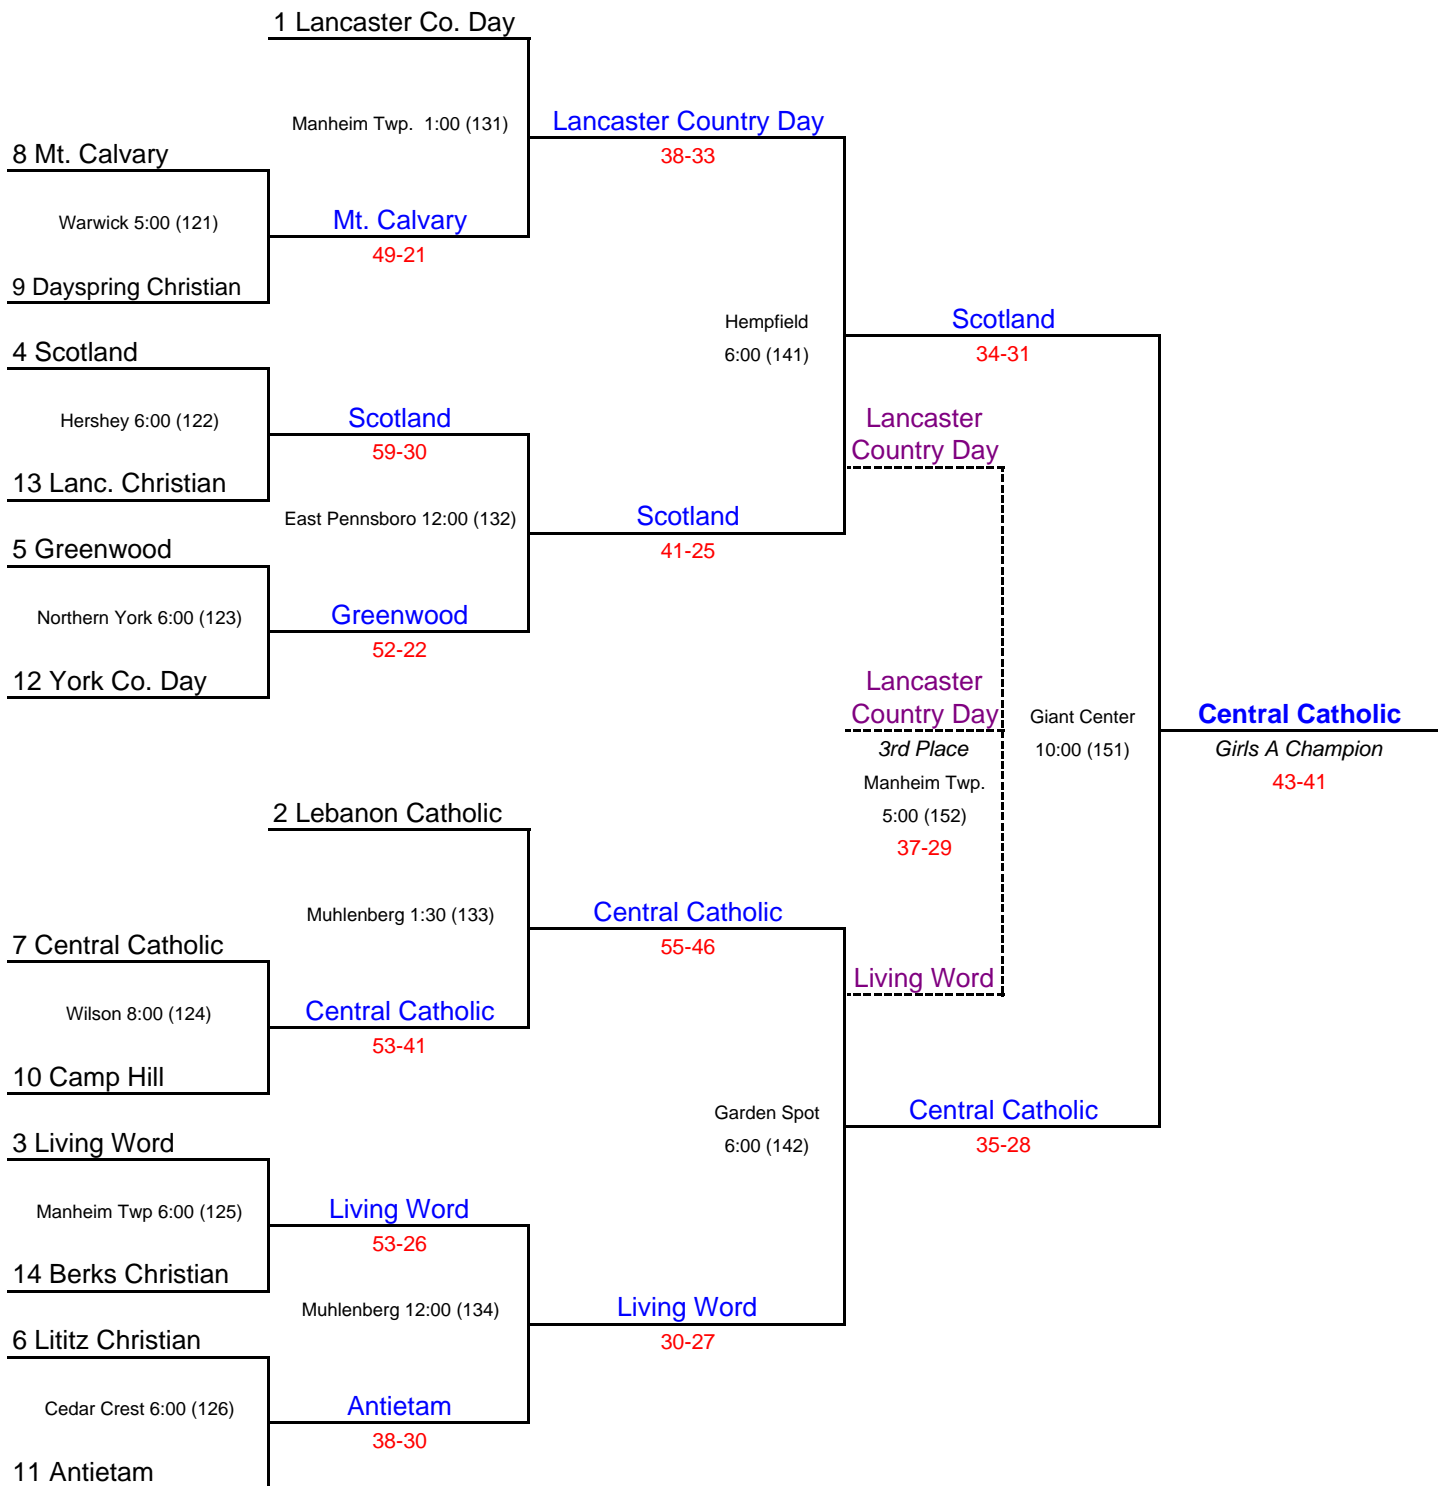 1 Lancaster Co. Day
Manheim Twp.  1:00 (131)
Lancaster Country Day
38-33
8 Mt. Calvary
Warwick 5:00 (121)
Mt. Calvary
49-21
9 Dayspring Christian
Hempfield
6:00 (141)
Scotland
34-31
4 Scotland
Hershey 6:00 (122)
Scotland
59-30
13 Lanc. Christian
Lancaster
Country Day
East Pennsboro 12:00 (132)
Scotland
41-25
5 Greenwood
Northern York 6:00 (123)
Greenwood
52-22
12 York Co. Day
Lancaster
Country Day
3rd Place
Manheim Twp.
5:00 (152)
37-29
Giant Center
10:00 (151)
Central Catholic
Girls A Champion
43-41
2 Lebanon Catholic
Muhlenberg 1:30 (133)
Central Catholic
55-46
7 Central Catholic
Wilson 8:00 (124)
Central Catholic
53-41
10 Camp Hill
Living Word
Garden Spot
6:00 (142)
Central Catholic
35-28
3 Living Word
Manheim Twp 6:00 (125)
Living Word
53-26
14 Berks Christian
Muhlenberg 12:00 (134)
Living Word
30-27
6 Lititz Christian
Cedar Crest 6:00 (126)
Antietam
38-30
11 Antietam